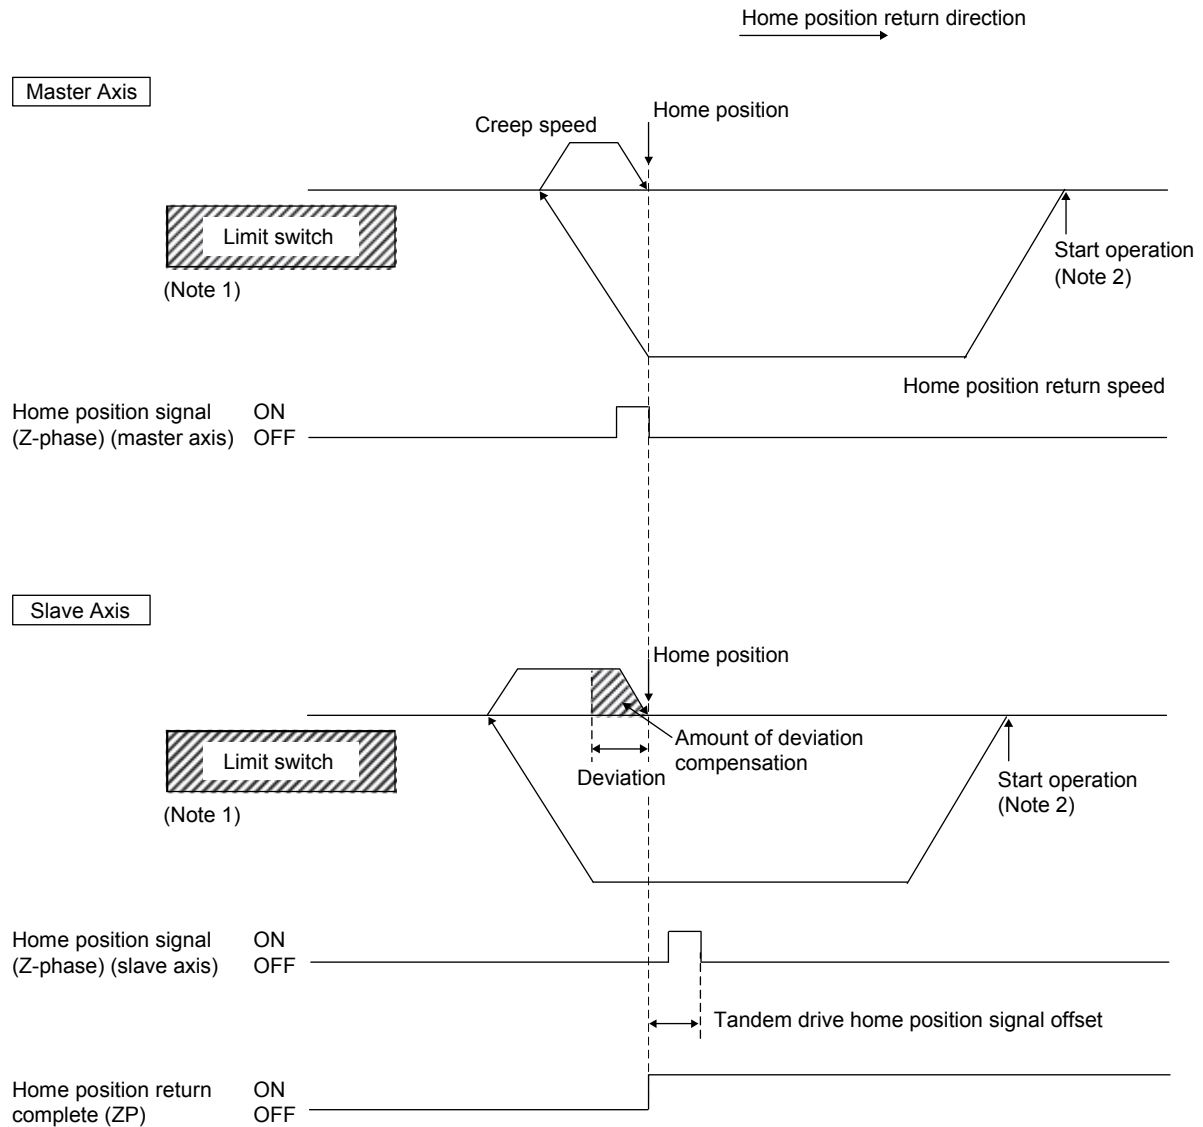 Home position return direction
Master Axis
Creep speed
Home position
Limit switch
(Note 1)
Start operation
(Note 2)
Home position return speed
Home position signal ON
(Z-phase) (master axis) OFF
Slave Axis
Home position
Limit switch
(Note 1)
Amount of deviation
compensation
Deviation
Start operation
(Note 2)
Home position signal ON
(Z-phase) (slave axis) OFF
Tandem drive home position signal offset
Home position return ON
complete (ZP) OFF